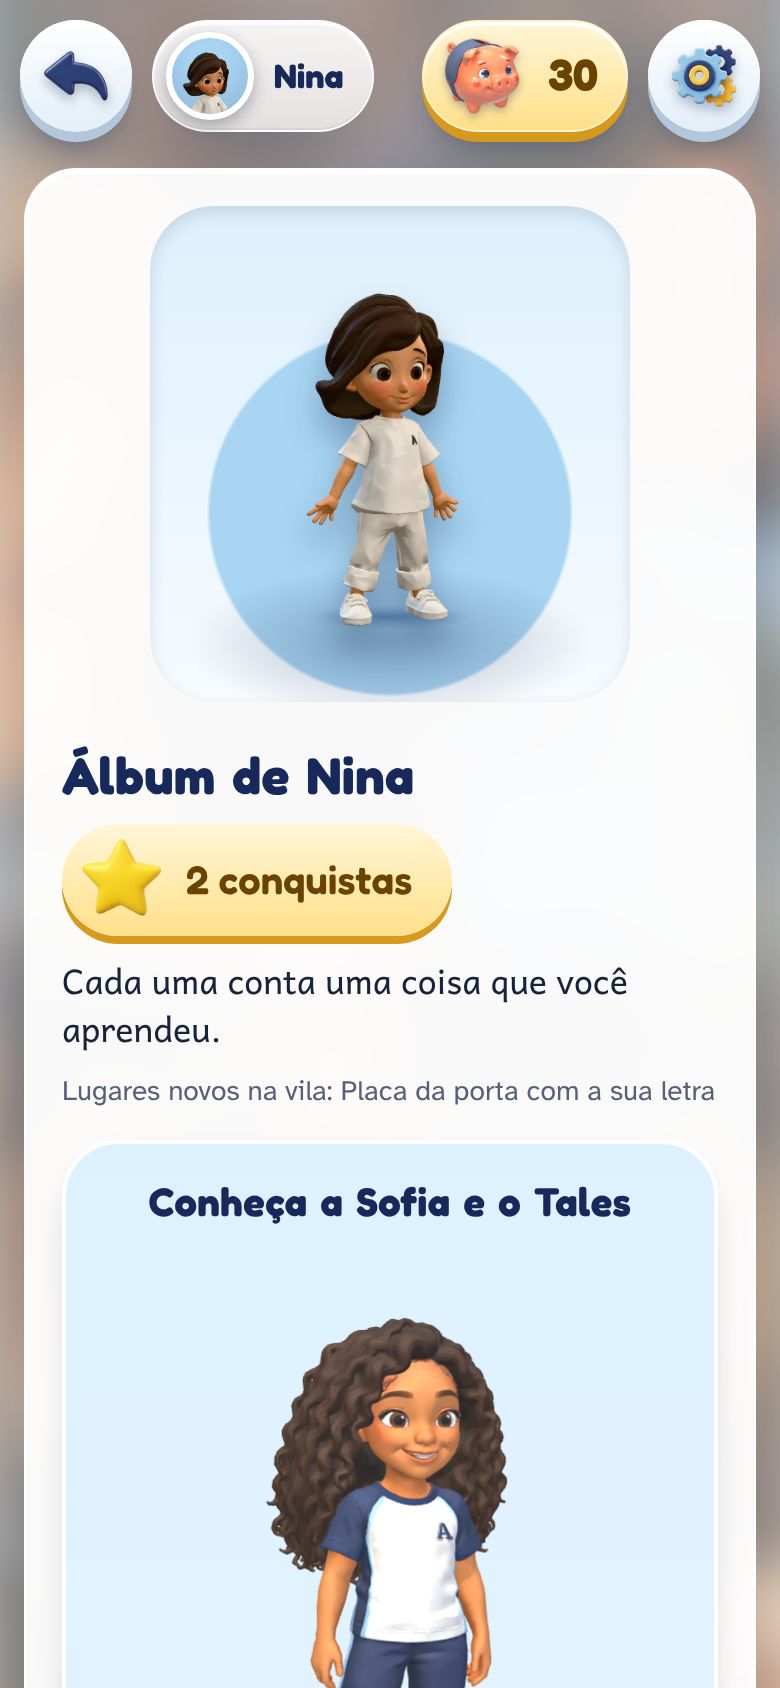 Nina
30
Álbum de Nina
2 conquistas
Cada uma conta uma coisa que você
aprendeu.
Lugares novos na vila: Placa da porta com a sua letra
Conheça a Sofia e o Tales
A
A